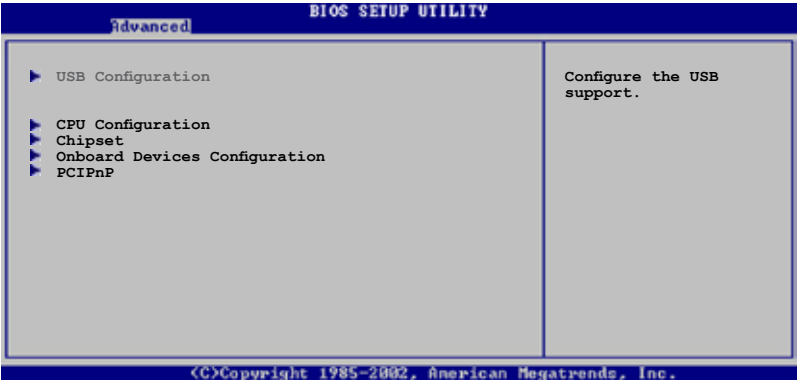 BIOS SETUP UTILITY
Advanced
USB Configuration
Configure the USB
support.
CPU Configuration
Chipset
Onboard Devices Configuration
PCIPnP
(C)Copyright 1985-2002, American Megatrends, Inc.